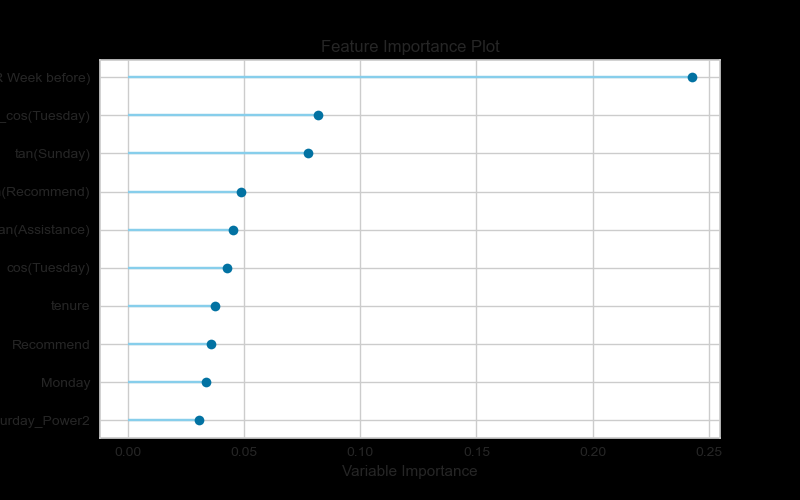 Feature Importance Plot
Week before)
_cos(Tuesday)
tan(Sunday)
(Recommend)
an(Assistance)
cos(Tuesday)
tenure
Recommend
Monday
urday_Power2
0.00 0.05 0.10 0.15 0.20 0.25
Variable Importance